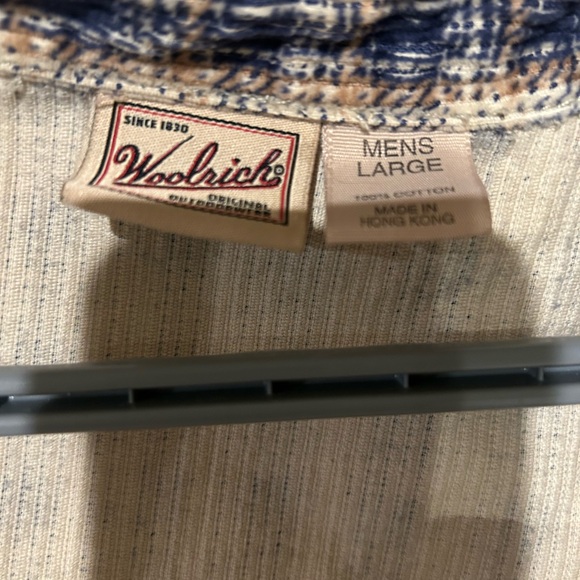 SINCE 1830
Woolrich®
ORIGINAL
OUTDOORWEAR
MENS
LARGE
100% COTTON
MADE IN
HONG KONG